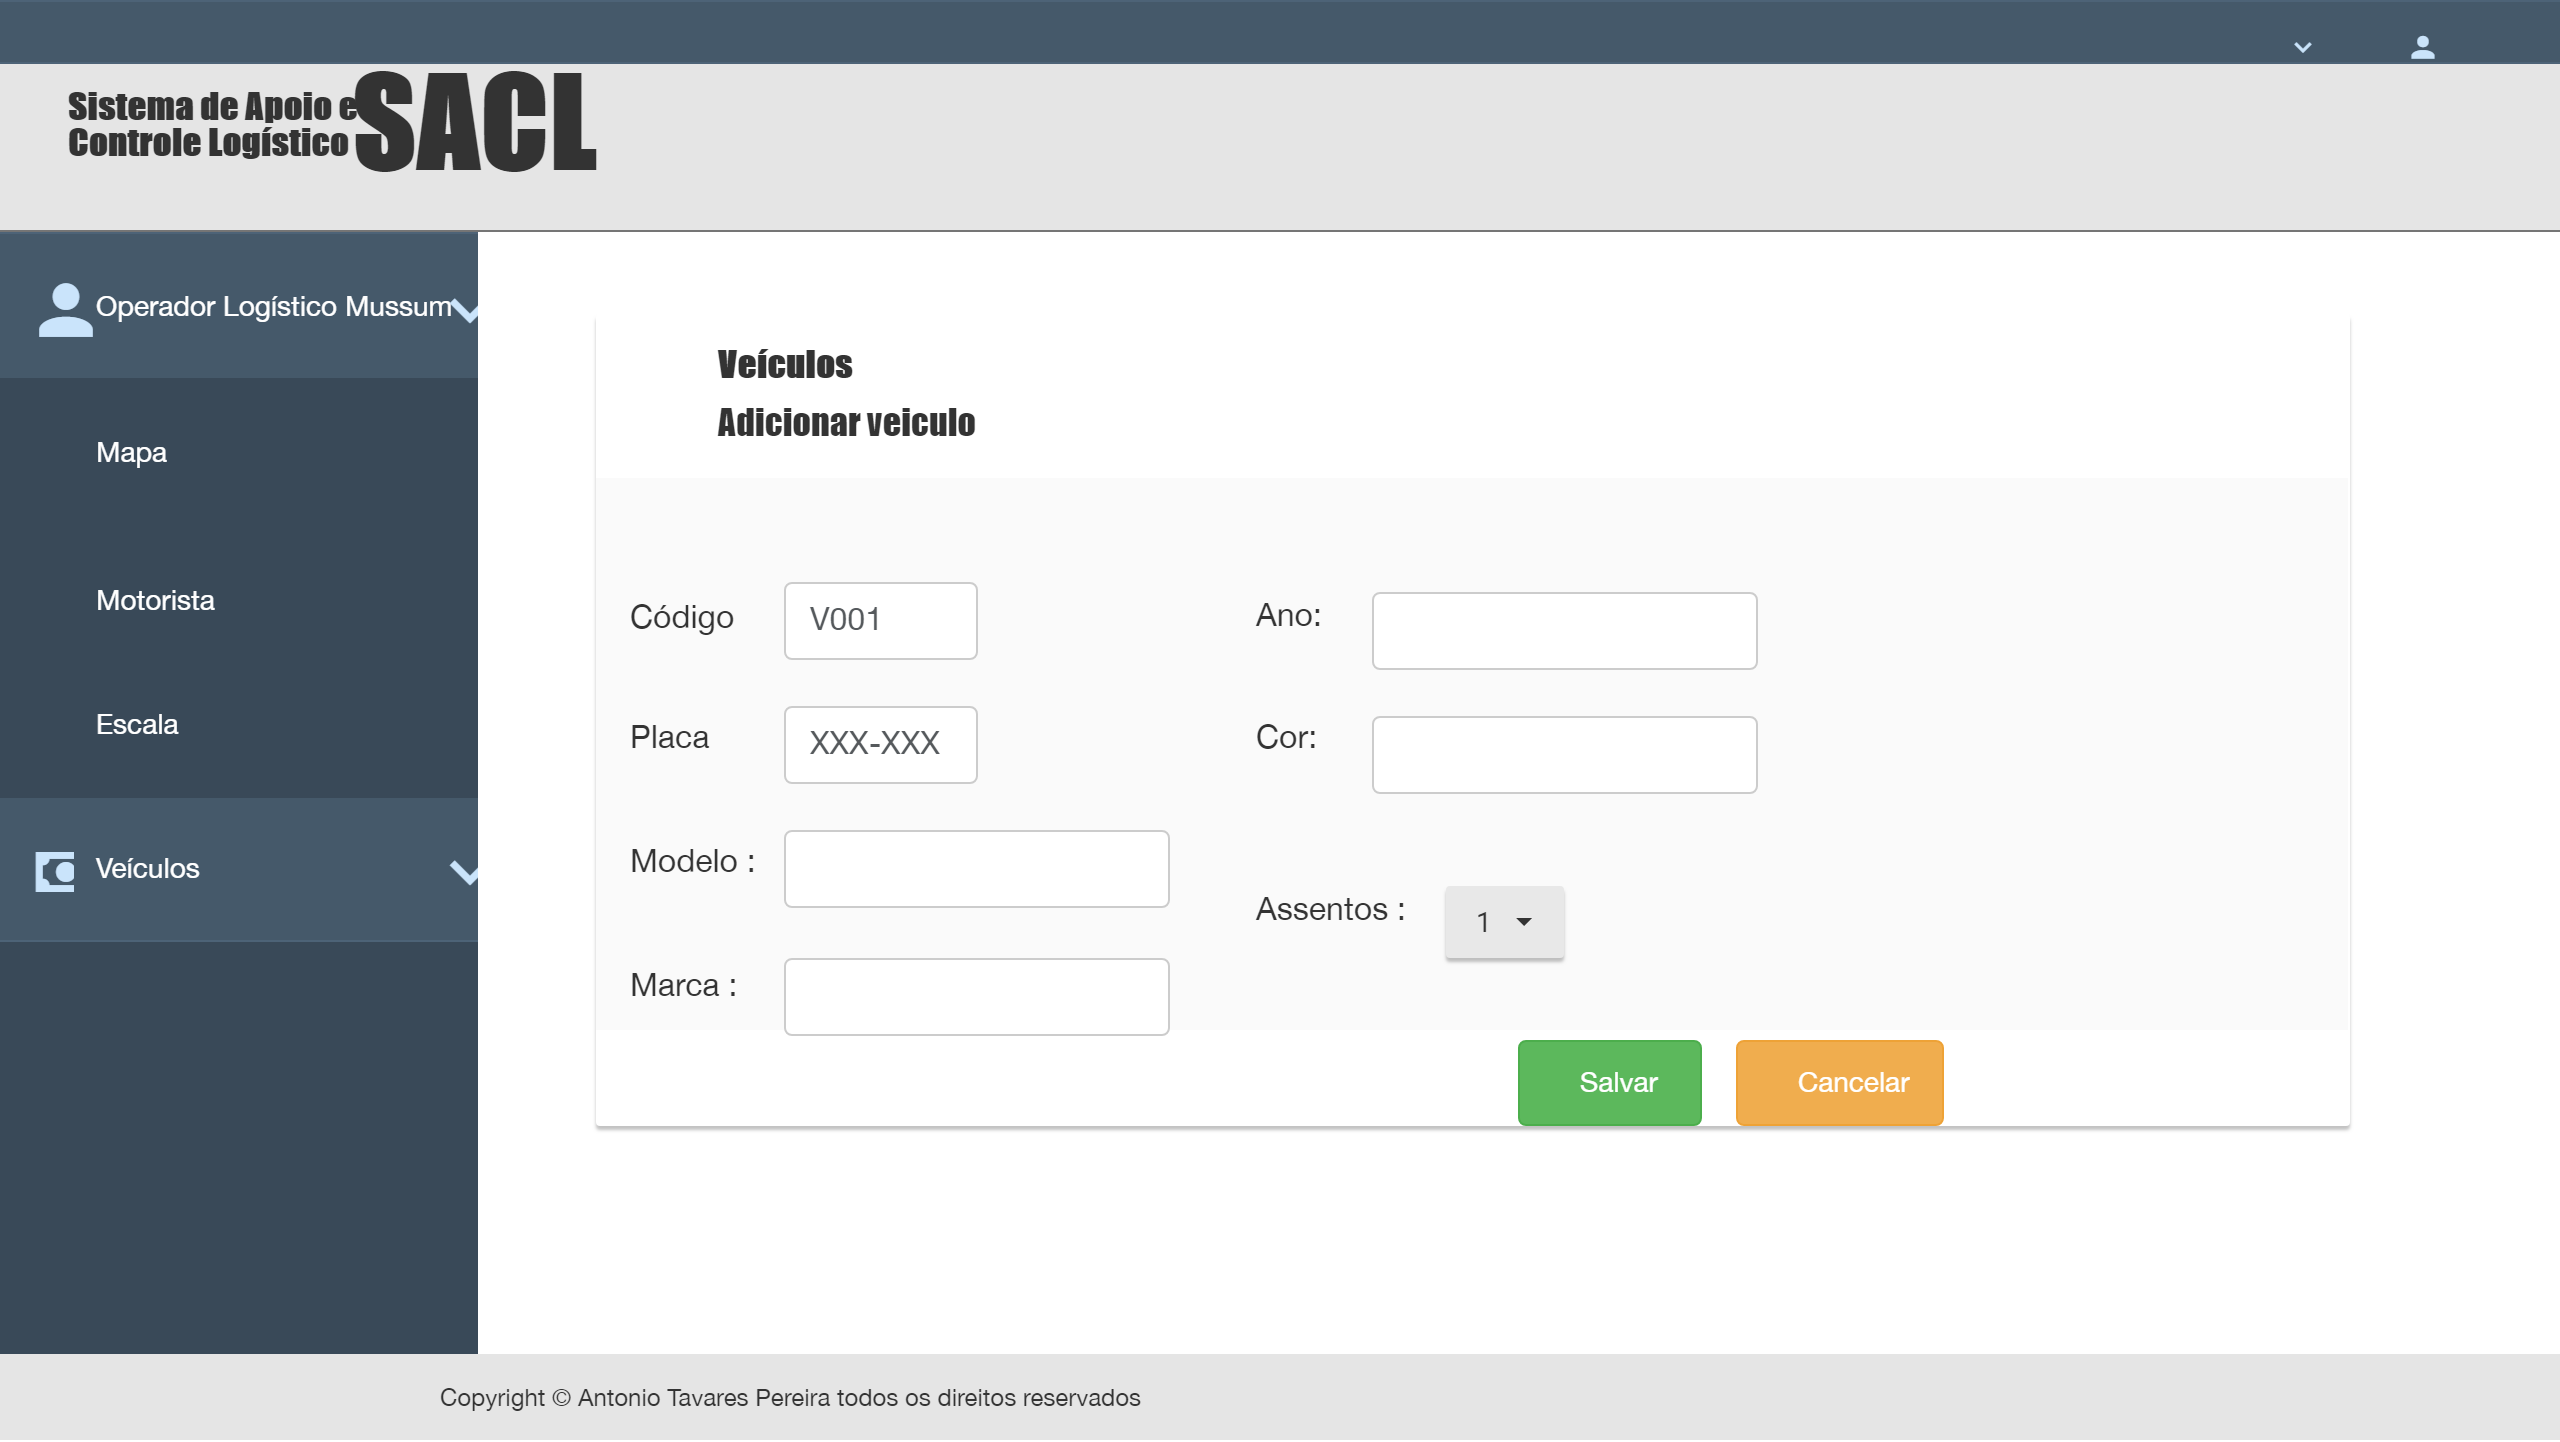 Sistema de Apoio e
Controle Logístico
SACL
Operador Logístico Mussum
Mapa
Motorista
Escala
Veículos
Veículos
Adicionar veiculo
Código
V001
Placa
XXX-XXX
Modelo :
Marca :
Ano:
Cor:
Assentos :
1
Salvar
Cancelar
Copyright © Antonio Tavares Pereira todos os direitos reservados